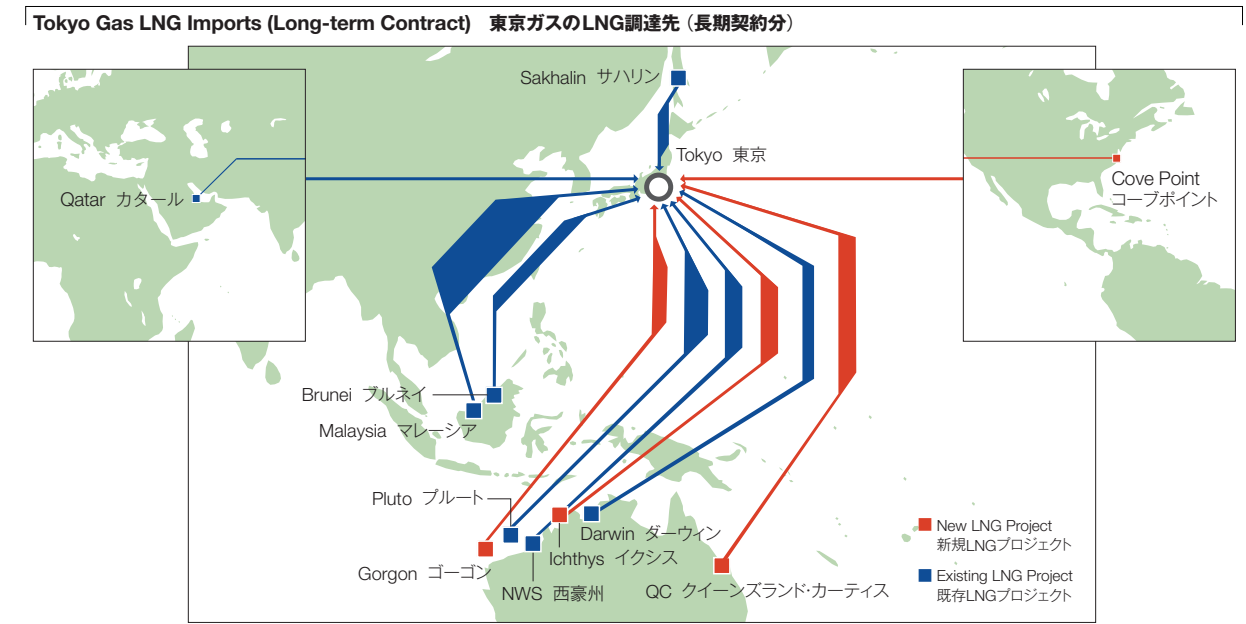 Tokyo Gas LNG Imports (Long-term Contract) 東京ガスのLNG調達先（長期契約分）
Sakhalin サハリン
Tokyo 東京
Qatar カタール
Cove Point
コーブポイント
Brunei ブルネイ
Malaysia マレーシア
Pluto プルート
Darwin ダーウィン
Ichthys イクシス
Gorgon ゴーゴン
NWS 西豪州
QC クイーンズランド・カーティス
New LNG Project
新規LNGプロジェクト
Existing LNG Project
既存LNGプロジェクト